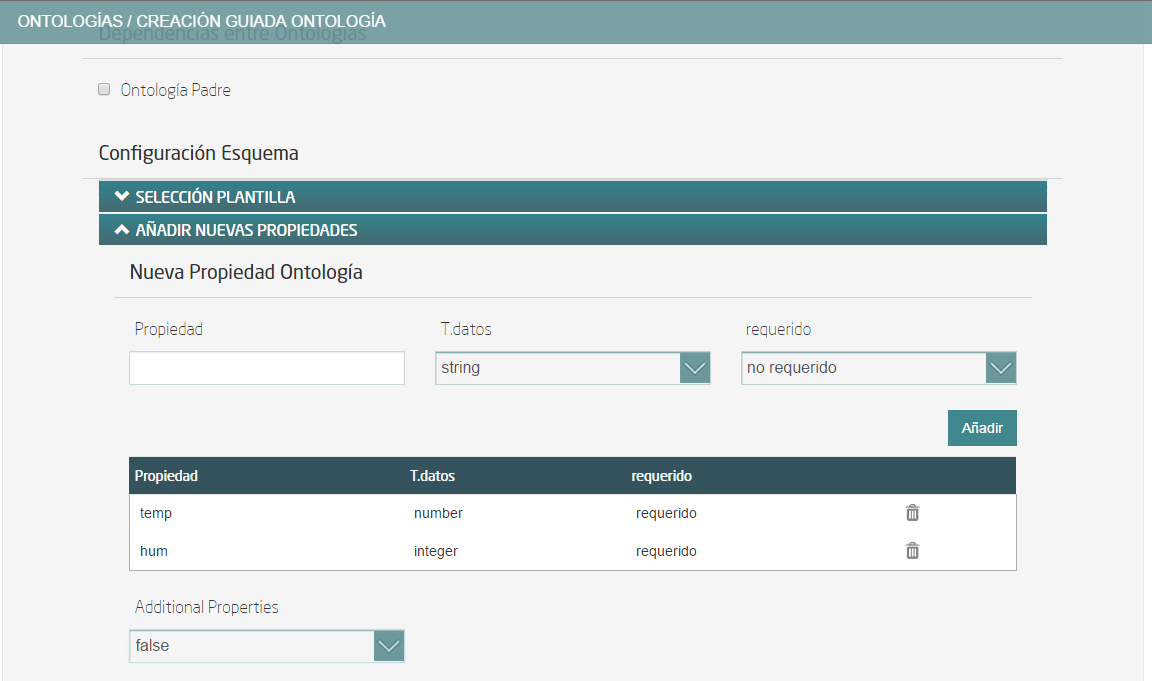 ONTOLOGÍAS / CREACIÓN GUIADA ONTOLOGÍA
Dependencias entre Ontologías
Ontología Padre
Configuración Esquema
SELECCIÓN PLANTILLA
AÑADIR NUEVAS PROPIEDADES
Nueva Propiedad Ontología
Propiedad T.datos requerido
string no requerido
Añadir
Propiedad T.datos requerido
temp number requerido
hum integer requerido
Additional Properties
false